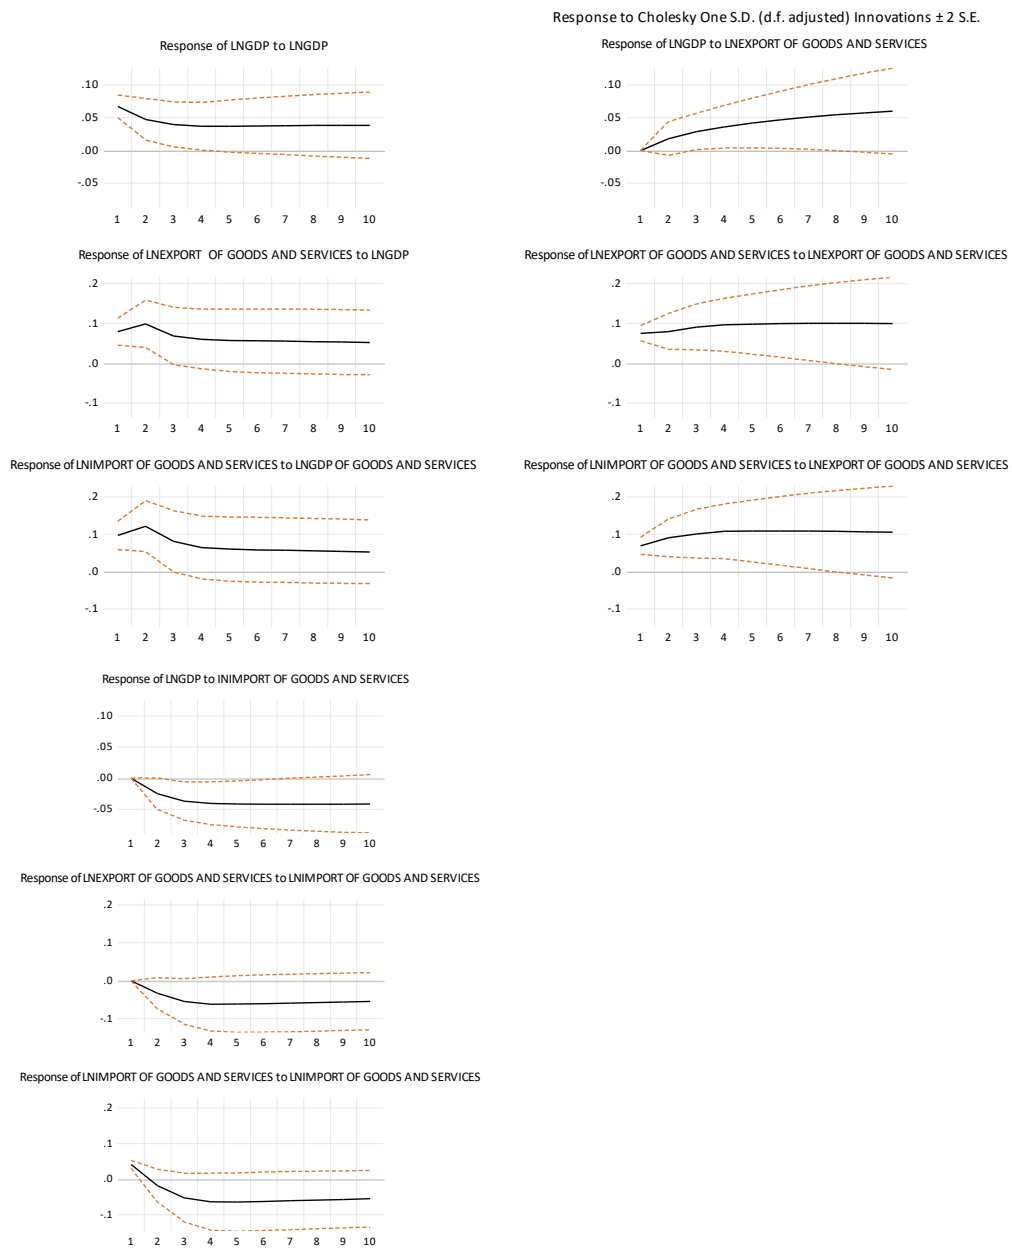 Response to Cholesky One S.D. (d.f. adjusted) Innovations ± 2 S.E.
Response of LNGDP to LNGDP
.10
.05
.00
-.05
1 2 3 4 5 6 7 8 9 10
Response of LNGDP to LNEXPORT OF GOODS AND SERVICES
.10
.05
.00
-.05
1 2 3 4 5 6 7 8 9 10
Response of LNEXPORT OF GOODS AND SERVICES to LNGDP
.2
.1
.0
-.1
1 2 3 4 5 6 7 8 9 10
Response of LNEXPORT OF GOODS AND SERVICES to LNEXPORT OF GOODS AND SERVICES
.2
.1
.0
-.1
1 2 3 4 5 6 7 8 9 10
Response of LNIMPORT OF GOODS AND SERVICES to LNGDP OF GOODS AND SERVICES
.2
.1
.0
-.1
1 2 3 4 5 6 7 8 9 10
Response of LNIMPORT OF GOODS AND SERVICES to LNEXPORT OF GOODS AND SERVICES
.2
.1
.0
-.1
1 2 3 4 5 6 7 8 9 10
Response of LNGDP to INIMPORT OF GOODS AND SERVICES
.10
.05
.00
-.05
1 2 3 4 5 6 7 8 9 10
Response of LNEXPORT OF GOODS AND SERVICES to LNIMPORT OF GOODS AND SERVICES
.2
.1
.0
-.1
1 2 3 4 5 6 7 8 9 10
Response of LNIMPORT OF GOODS AND SERVICES to LNIMPORT OF GOODS AND SERVICES
.2
.1
.0
-.1
1 2 3 4 5 6 7 8 9 10